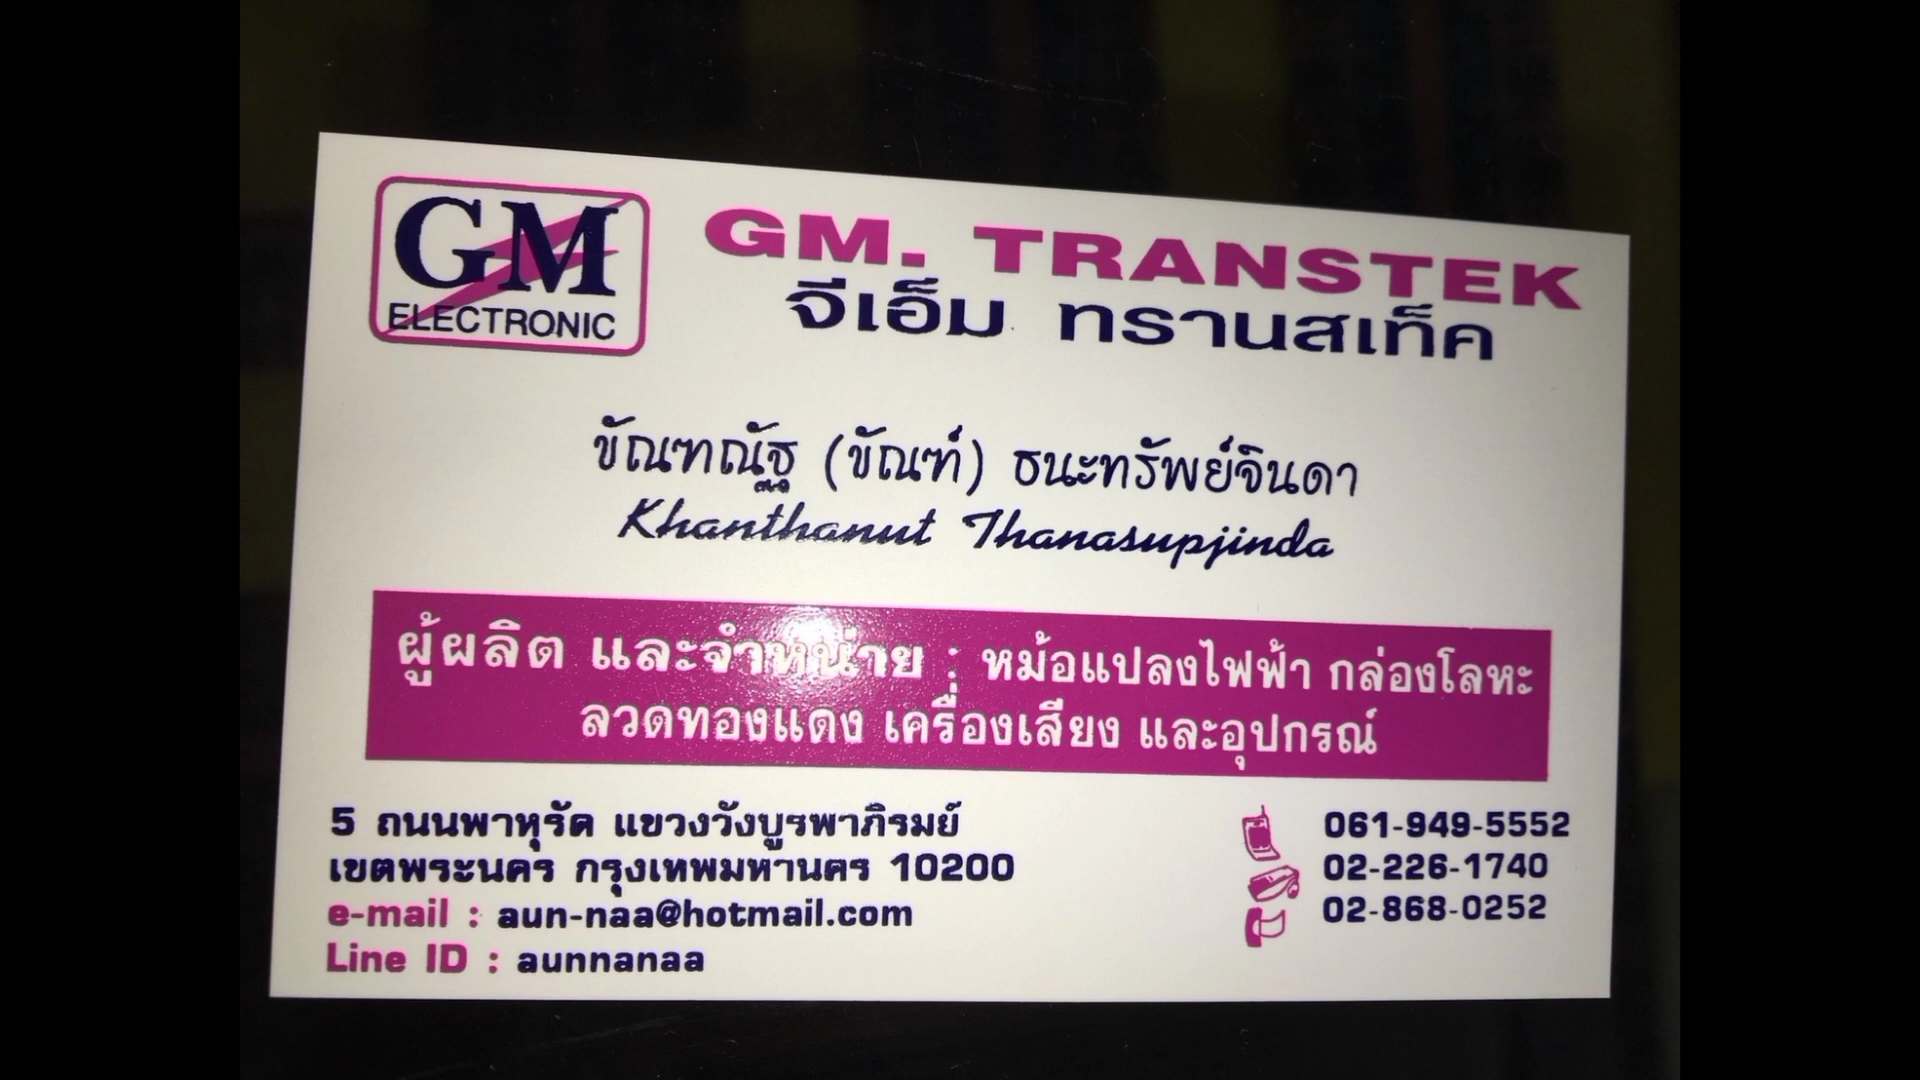 GM
ELECTRONIC
GM. TRANSTEK
จีเอ็ม ทรานสเท็ค
ขัณฑณัฐ (ขัณฑ์) ธนะทรัพย์จินดา
Khanthanut Thanasupjinda
ผู้ผลิต และจำหน่าย : หม้อแปลงไฟฟ้า กล่องโลหะ
ลวดทองแดง เครื่องเสียง และอุปกรณ์
5 ถนนพาหุรัด แขวงวังบูรพาภิรมย์
เขตพระนคร กรุงเทพมหานคร 10200
e-mail : aun-naa@hotmail.com
Line ID : aunnanaa
061-949-5552
02-226-1740
02-868-0252